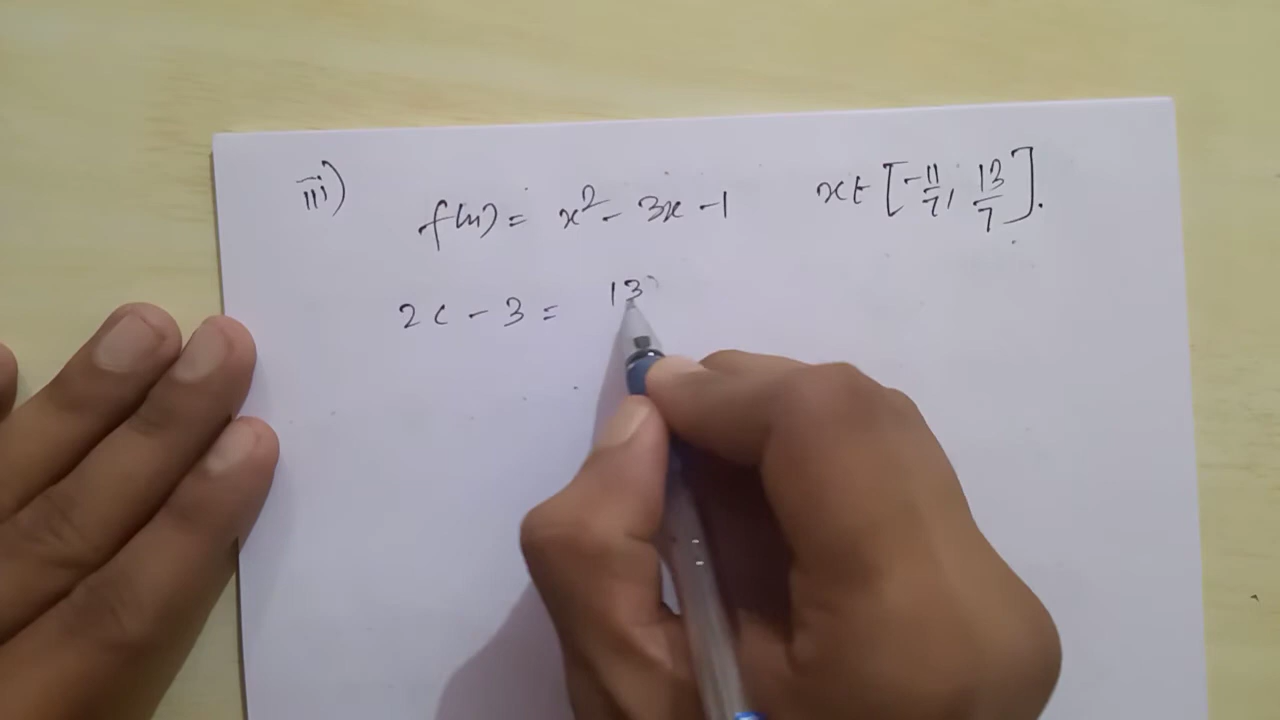 iii) f(x) = x² - 3x - 1 x ∈ [-11/7, 13/7].
2c - 3 = 13